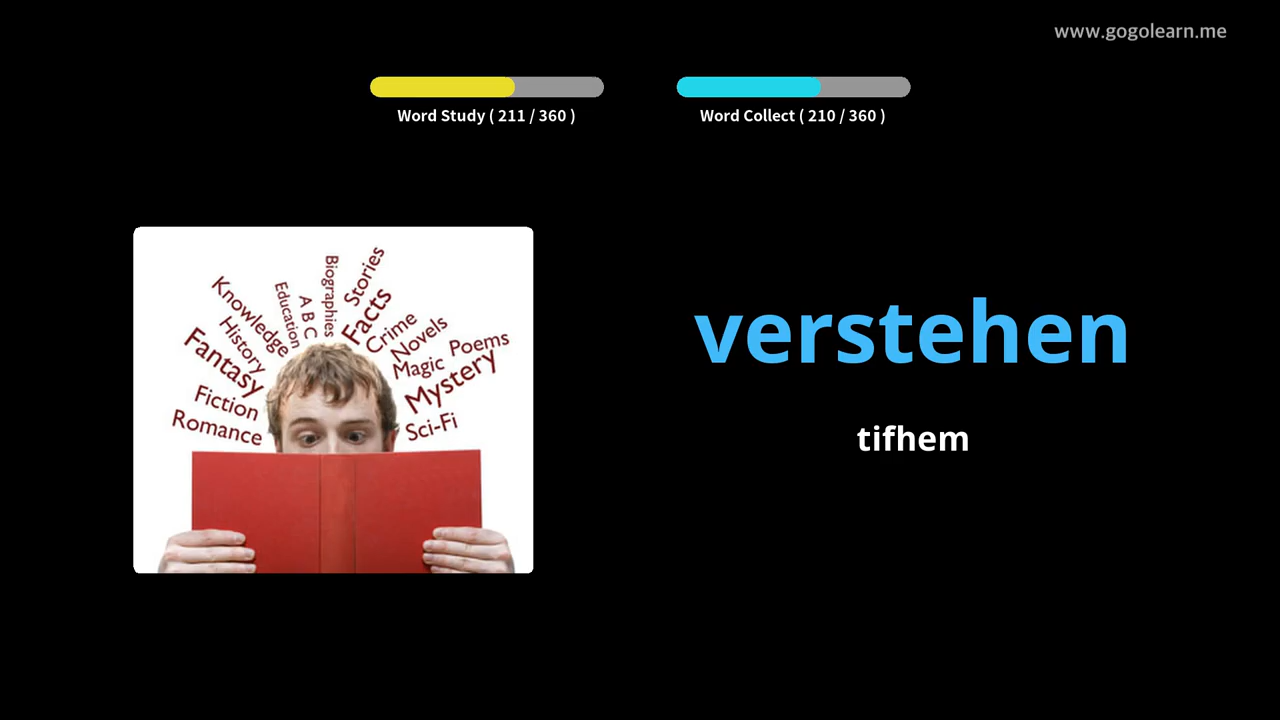 www.gogolearn.me
Word Study ( 211 / 360 )
Word Collect ( 210 / 360 )
Biographies
Stories
Education
A B C
Facts
Knowledge
History
Crime
Novels
Poems
Fantasy
Magic
Mystery
Fiction
Romance
Sci-Fi
verstehen
tifhem